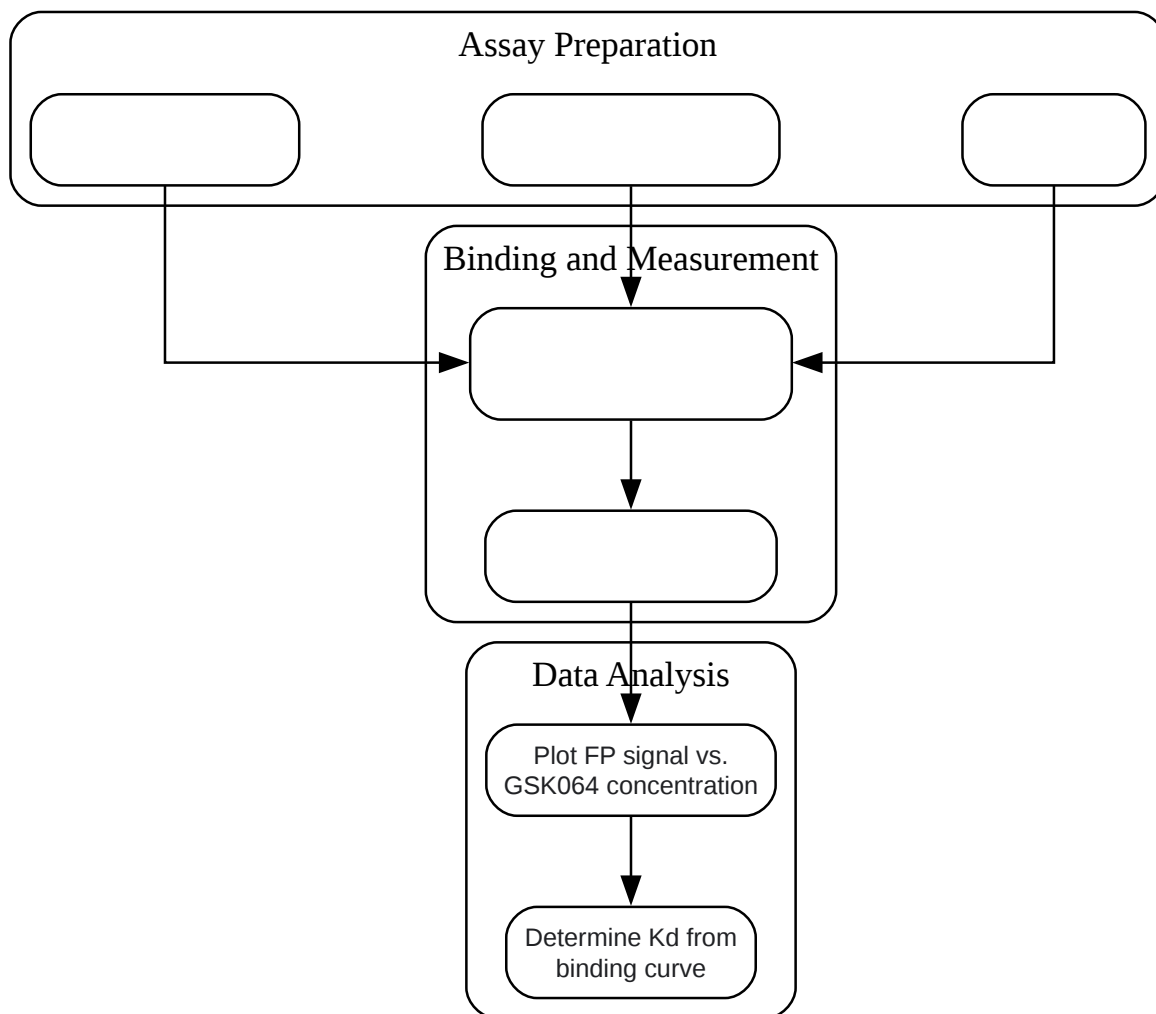 Assay Preparation
Binding and Measurement
Data Analysis
Plot FP signal vs.
GSK064 concentration
Determine Kd from
binding curve